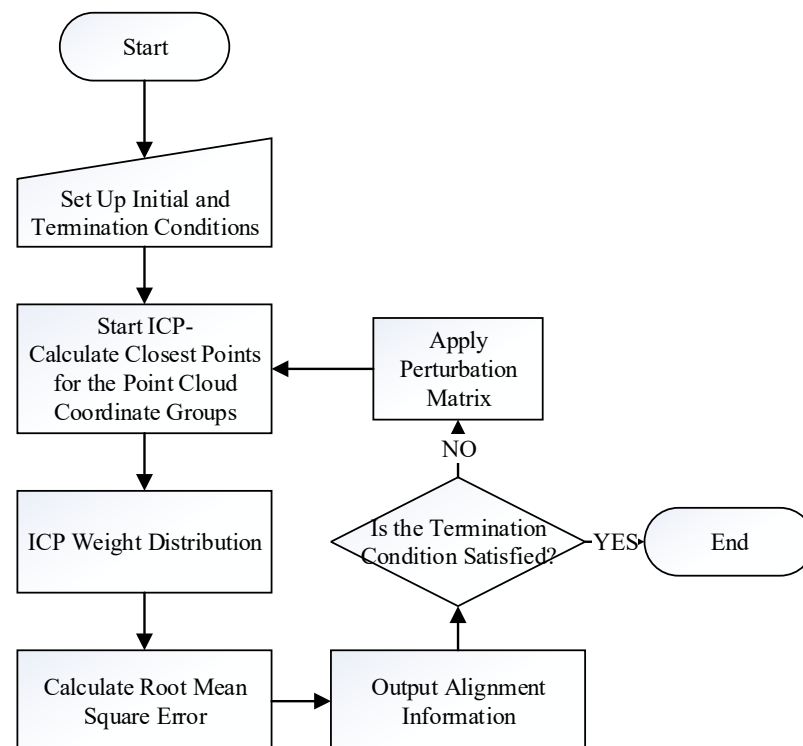 Start
Set Up Initial and
Termination Conditions
Start ICP-
Calculate Closest Points
for the Point Cloud
Coordinate Groups
Apply
Perturbation
Matrix
NO
ICP Weight Distribution
Is the Termination
Condition Satisfied?
YES
End
Calculate Root Mean
Square Error
Output Alignment
Information